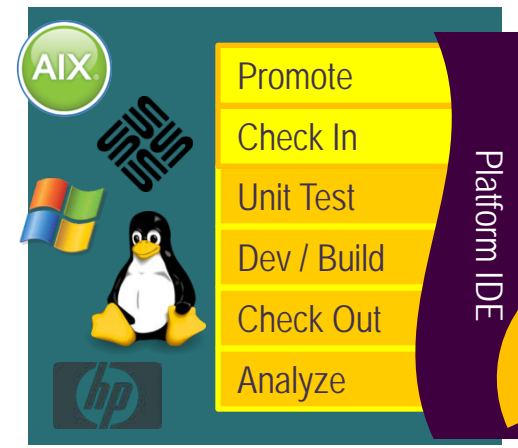 AIX
Promote
Check In
Unit Test
Dev / Build
Check Out
Analyze
hp
Platform IDE